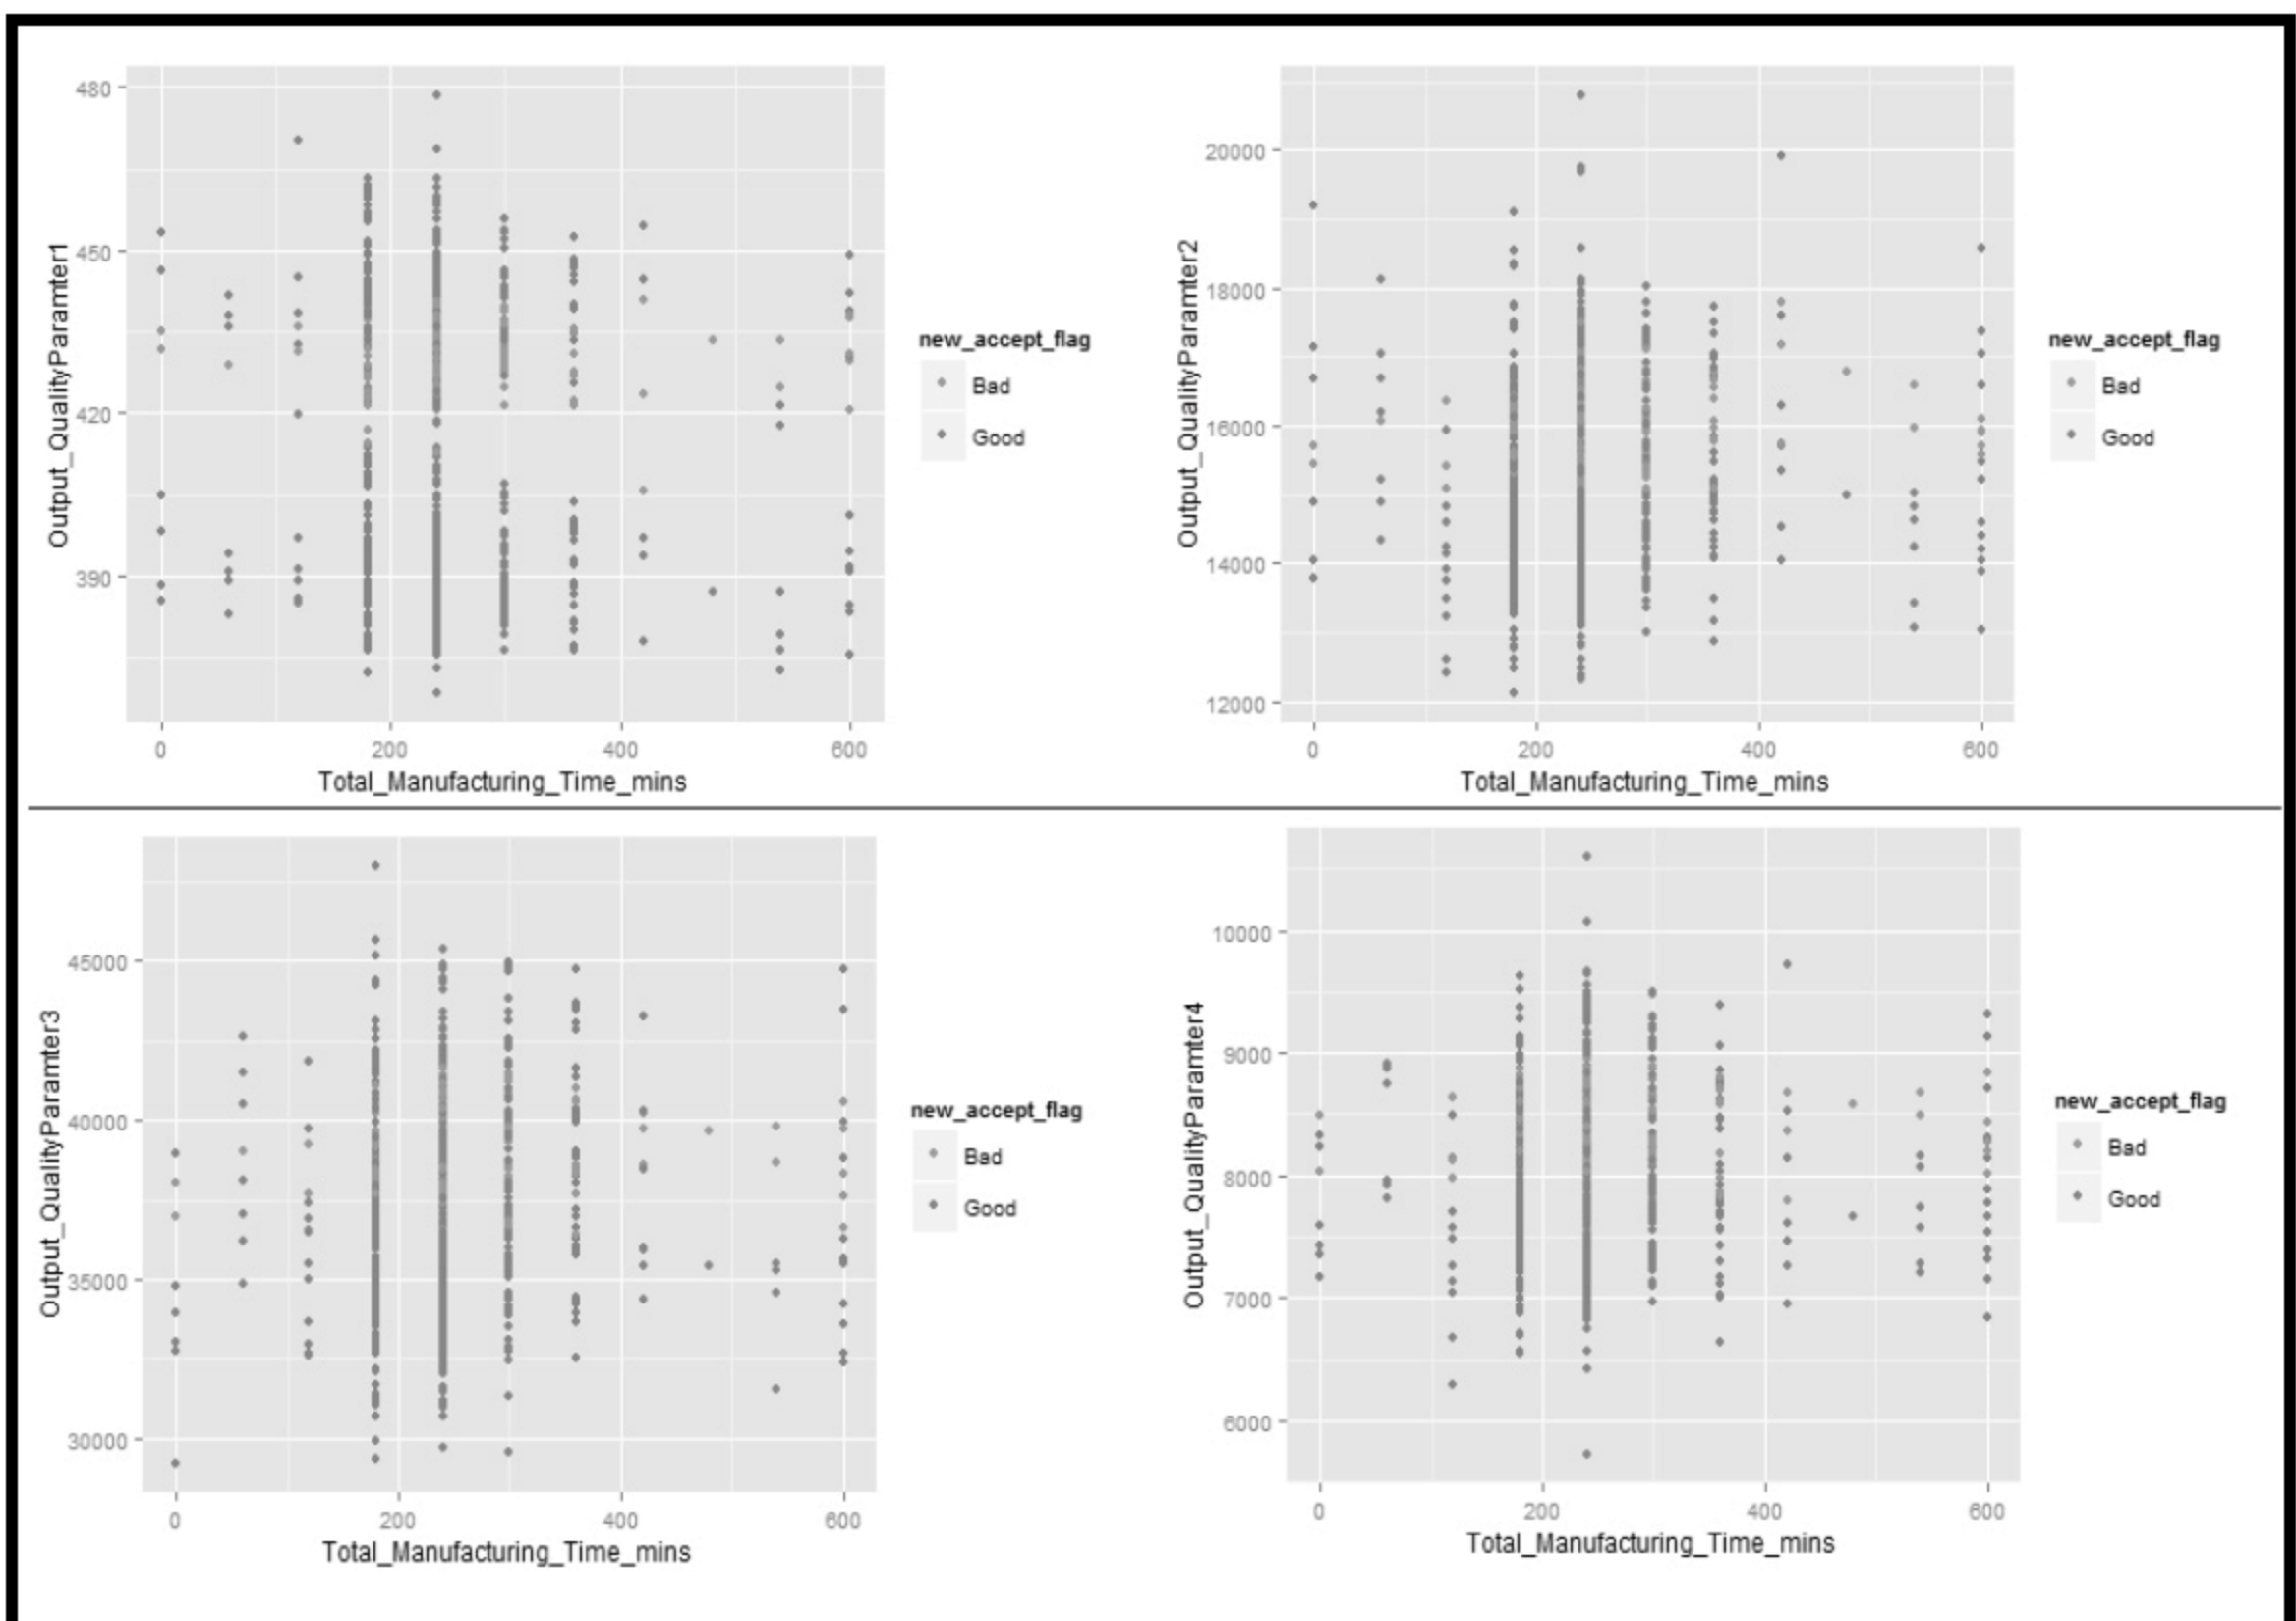 480
450
420
390
Output_QualityParamter1
0 200 400 600
Total_Manufacturing_Time_mins
new_accept_flag
Bad
Good
20000
18000
16000
14000
12000
Output_QualityParamter2
0 200 400 600
Total_Manufacturing_Time_mins
new_accept_flag
Bad
Good
45000
40000
35000
30000
Output_QualityParamter3
0 200 400 600
Total_Manufacturing_Time_mins
new_accept_flag
Bad
Good
10000
9000
8000
7000
6000
Output_QualityParamter4
0 200 400 600
Total_Manufacturing_Time_mins
new_accept_flag
Bad
Good